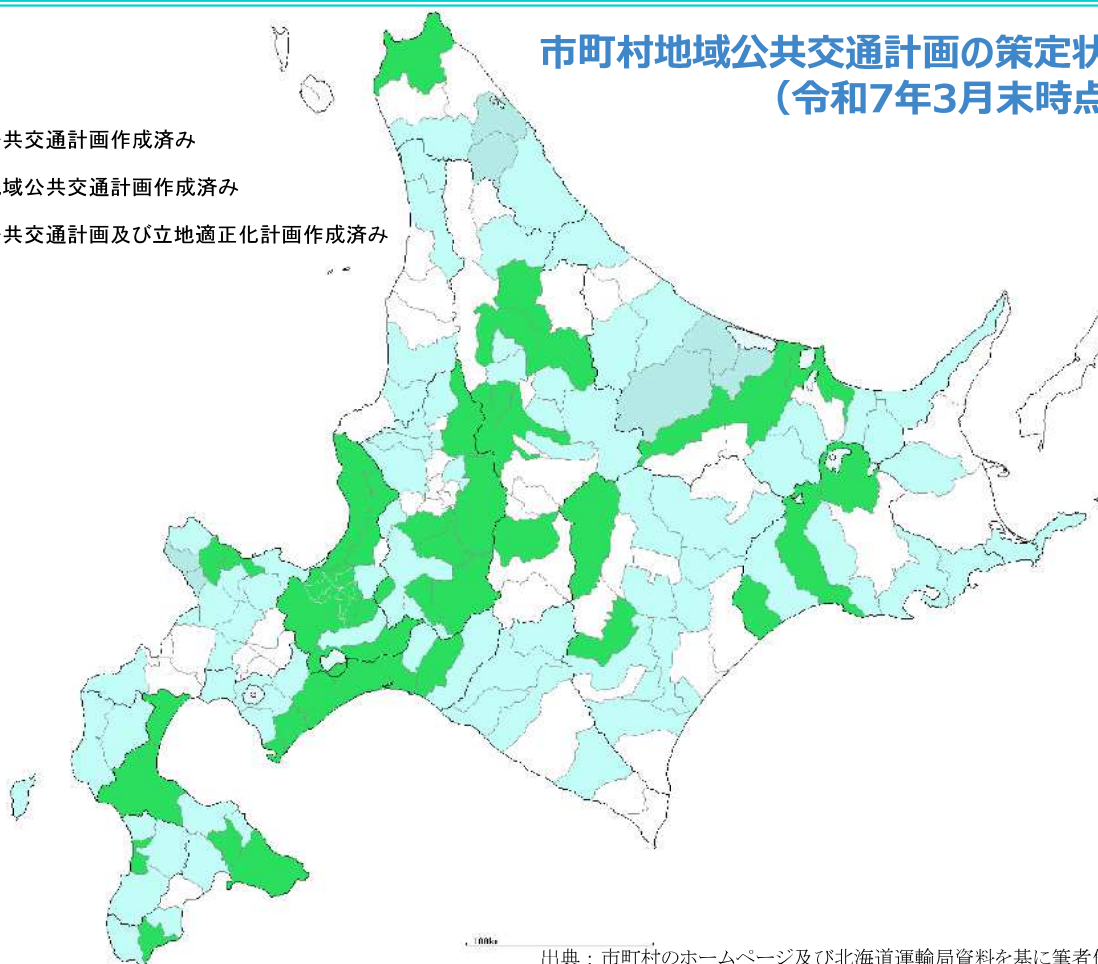 市町村地域公共交通計画の策定状
（令和7年3月末時点
共交通計画作成済み
域公共交通計画作成済み
共交通計画及び立地適正化計画作成済み
100km
出典：市町村のホームページ及び北海道運輸局資料を基に筆者